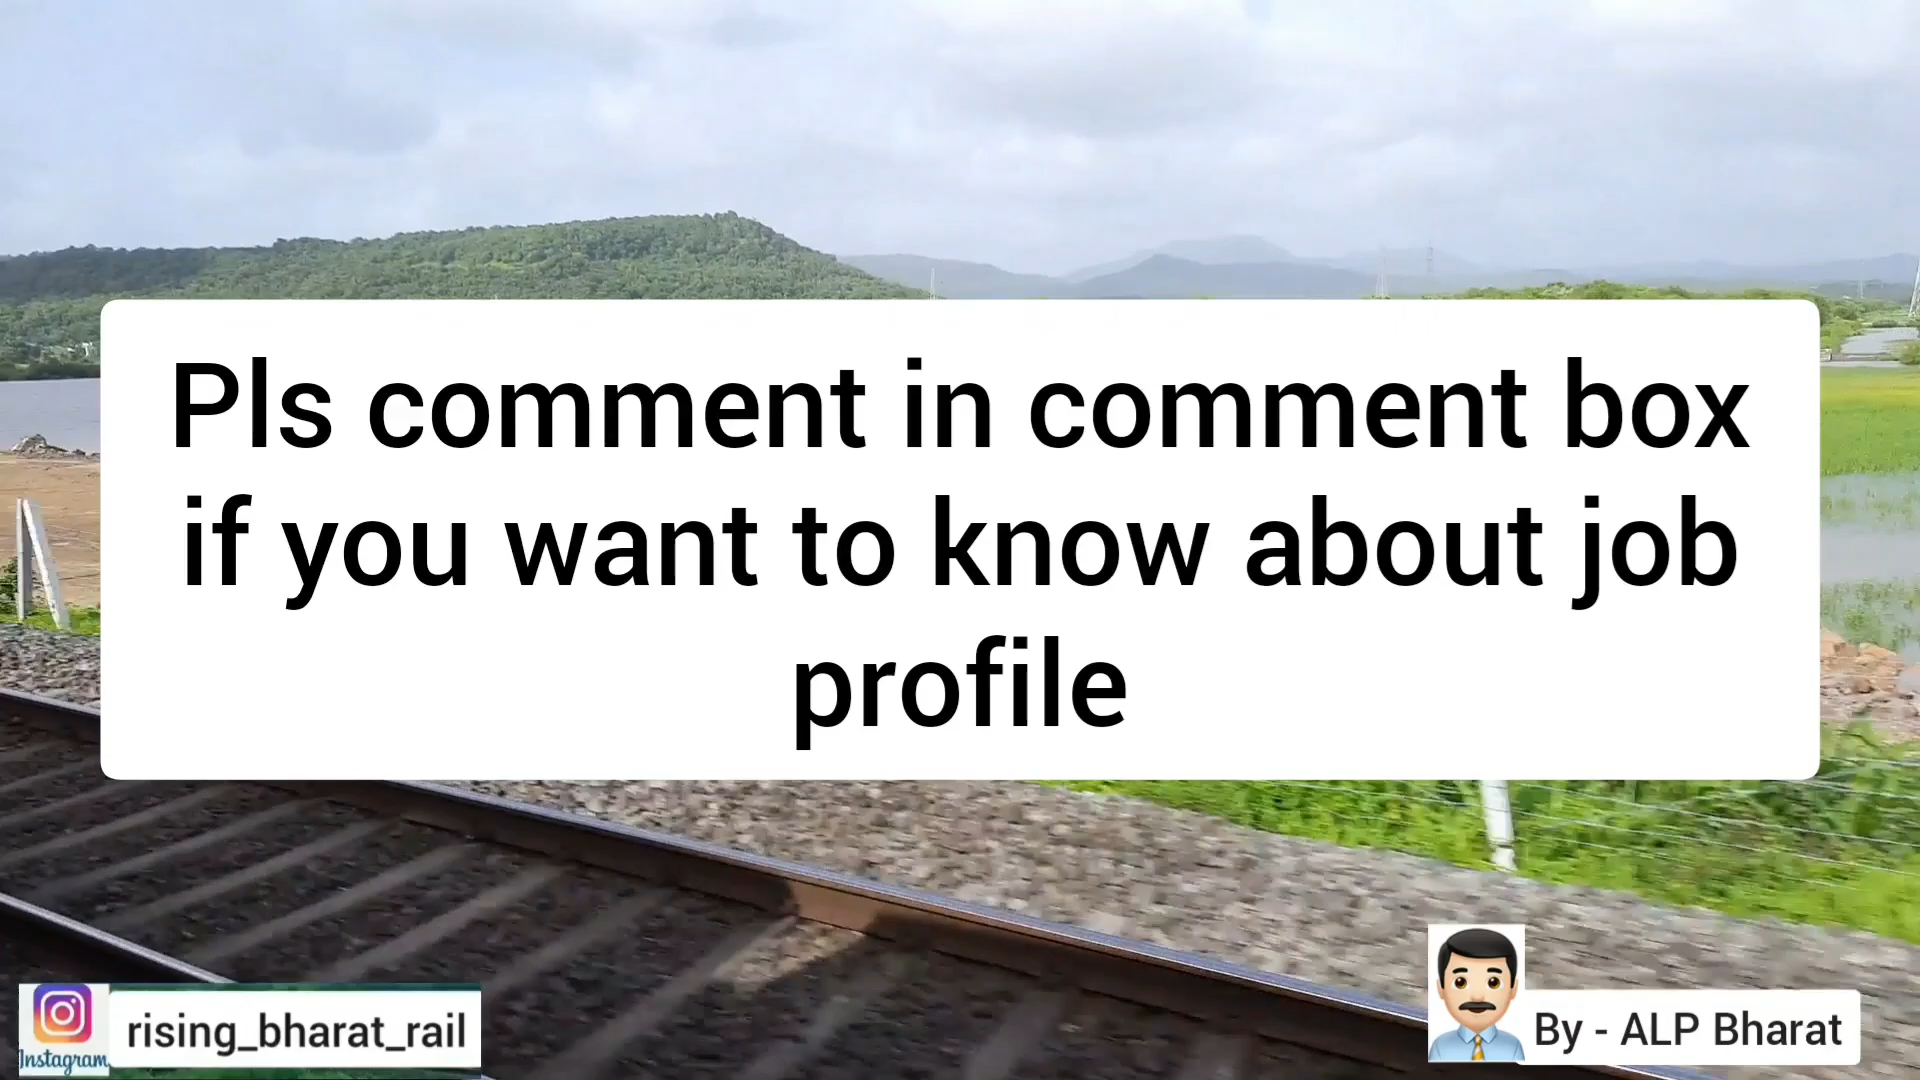 Pls comment in comment box
if you want to know about job
profile
Instagram
rising_bharat_rail
By - ALP Bharat